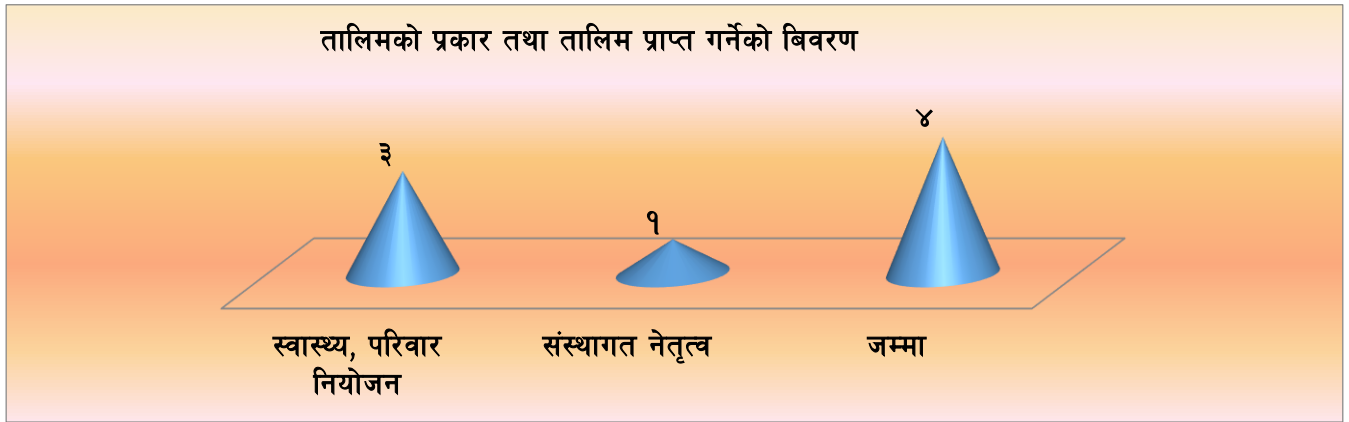 तालिमको प्रकार तथा तालिम प्राप्त गर्नेको बिवरण
३
१
४
स्वास्थ्य, परिवार
नियोजन
संस्थागत नेतृत्व
जम्मा